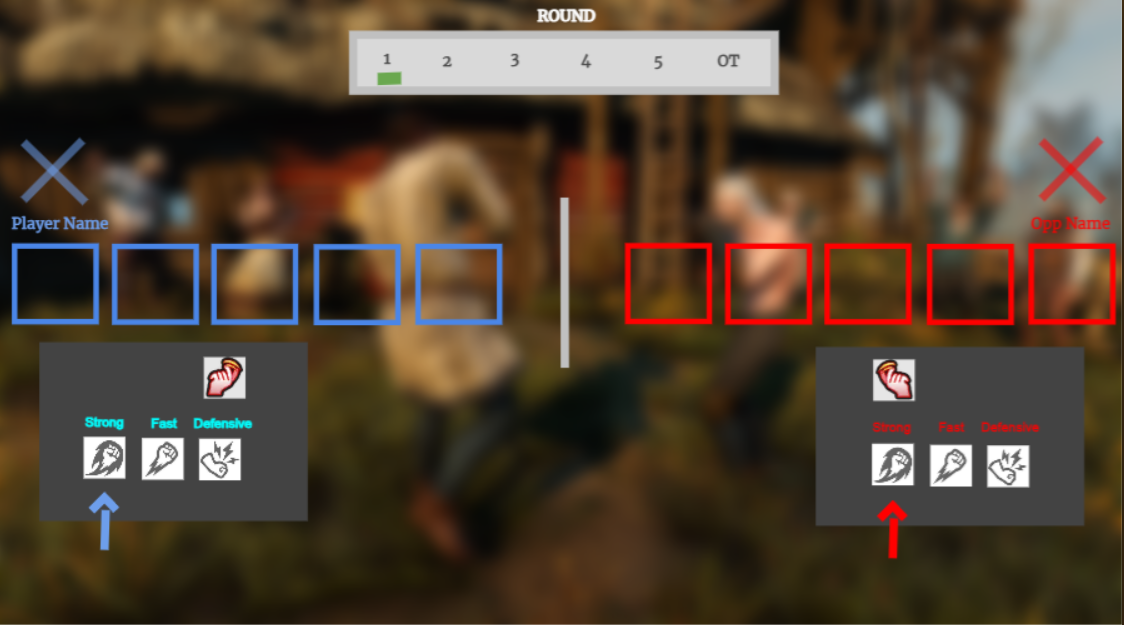 ROUND
1 2 3 4 5 OT
Player Name
Opp Name
Strong Fast Defensive
Strong Fast Defensive